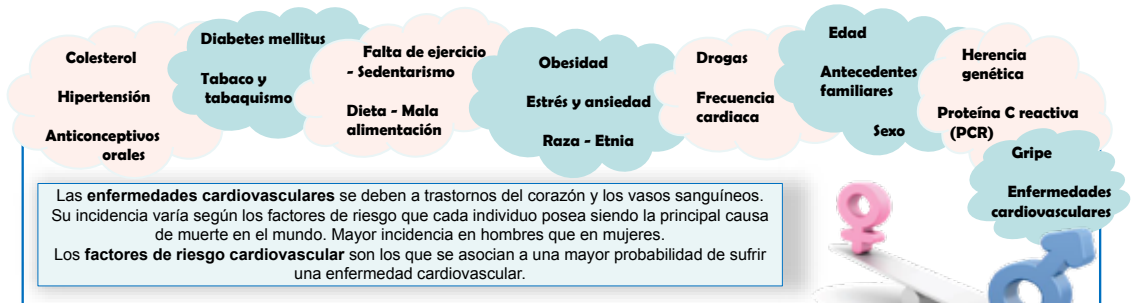 Colesterol
Hipertensión
Anticonceptivos
orales
Diabetes mellitus
Tabaco y
tabaquismo
Falta de ejercicio
- Sedentarismo
Dieta - Mala
alimentación
Obesidad
Estrés y ansiedad
Raza - Etnia
Drogas
Frecuencia
cardiaca
Edad
Antecedentes
familiares
Sexo
Herencia
genética
Proteína C reactiva
(PCR)
Gripe
Enfermedades
cardiovasculares
Las enfermedades cardiovasculares se deben a trastornos del corazón y los vasos sanguíneos.
Su incidencia varía según los factores de riesgo que cada individuo posea siendo la principal causa
de muerte en el mundo. Mayor incidencia en hombres que en mujeres.
Los factores de riesgo cardiovascular son los que se asocian a una mayor probabilidad de sufrir
una enfermedad cardiovascular.